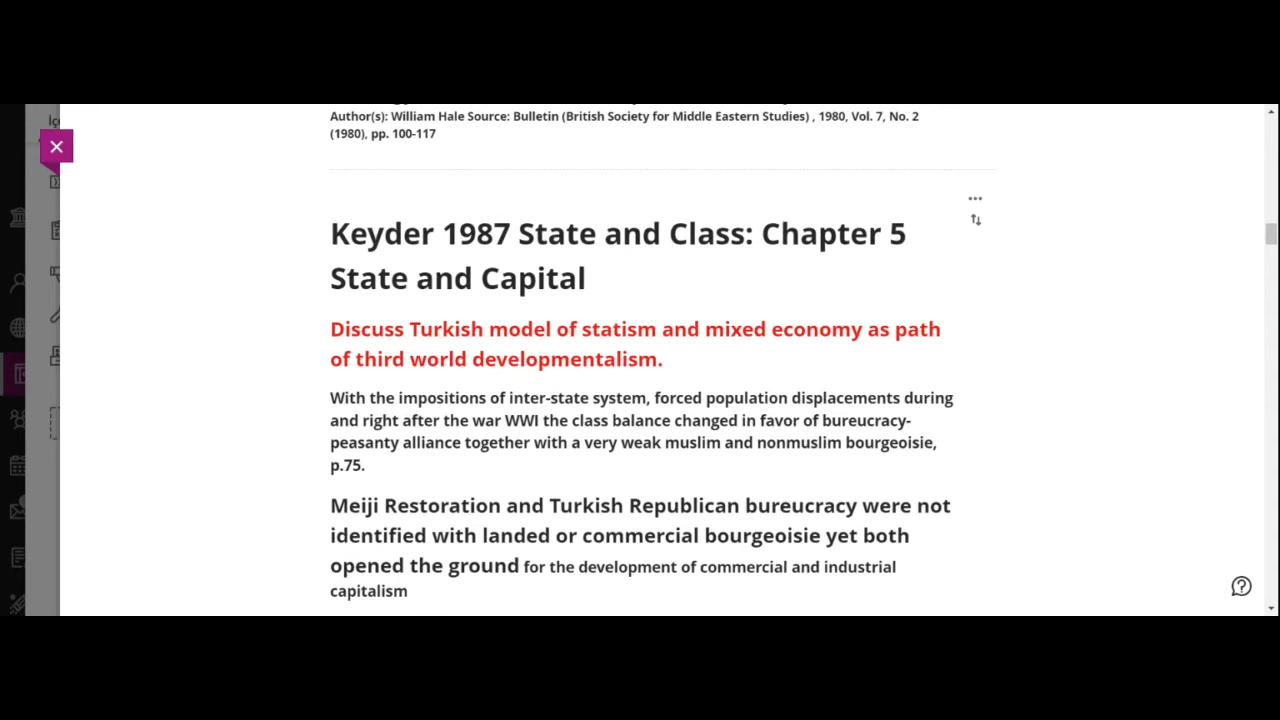 İçe
Author(s): William Hale Source: Bulletin (British Society for Middle Eastern Studies) , 1980, Vol. 7, No. 2
(1980), pp. 100-117
Keyder 1987 State and Class: Chapter 5
State and Capital
Discuss Turkish model of statism and mixed economy as path
of third world developmentalism.
With the impositions of inter-state system, forced population displacements during
and right after the war WWI the class balance changed in favor of bureucracy-
peasanty alliance together with a very weak muslim and nonmuslim bourgeoisie,
p.75.
Meiji Restoration and Turkish Republican bureucracy were not
identified with landed or commercial bourgeoisie yet both
opened the ground for the development of commercial and industrial
capitalism